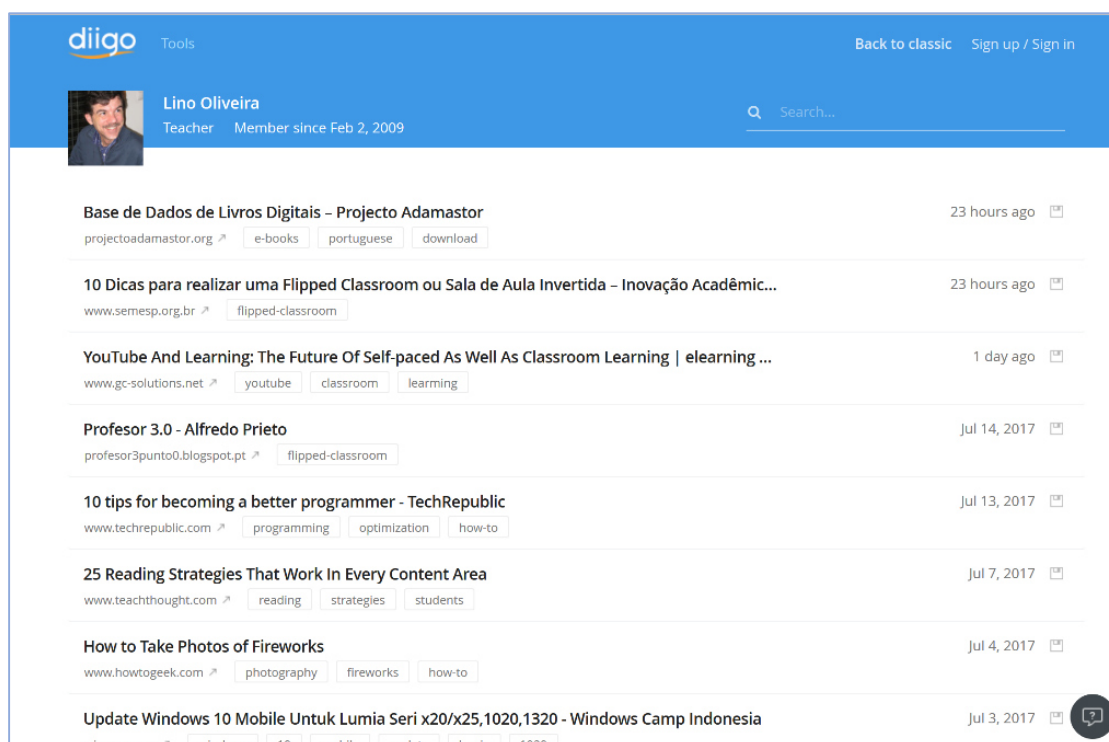 diigo Tools Back to classic Sign up / Sign in
Lino Oliveira
Teacher Member since Feb 2, 2009
Search...
Base de Dados de Livros Digitais – Projecto Adamastor 23 hours ago
projectoadamastor.org e-books portuguese download
10 Dicas para realizar uma Flipped Classroom ou Sala de Aula Invertida – Inovação Acadêmic... 23 hours ago
www.semesp.org.br flipped-classroom
YouTube And Learning: The Future Of Self-paced As Well As Classroom Learning | elearning ... 1 day ago
www.gc-solutions.net youtube classroom learming
Profesor 3.0 - Alfredo Prieto Jul 14, 2017
profesor3punto0.blogspot.pt flipped-classroom
10 tips for becoming a better programmer - TechRepublic Jul 13, 2017
www.techrepublic.com programming optimization how-to
25 Reading Strategies That Work In Every Content Area Jul 7, 2017
www.teachthought.com reading strategies students
How to Take Photos of Fireworks Jul 4, 2017
www.howtogeek.com photography fireworks how-to
Update Windows 10 Mobile Untuk Lumia Seri x20/x25,1020,1320 - Windows Camp Indonesia Jul 3, 2017